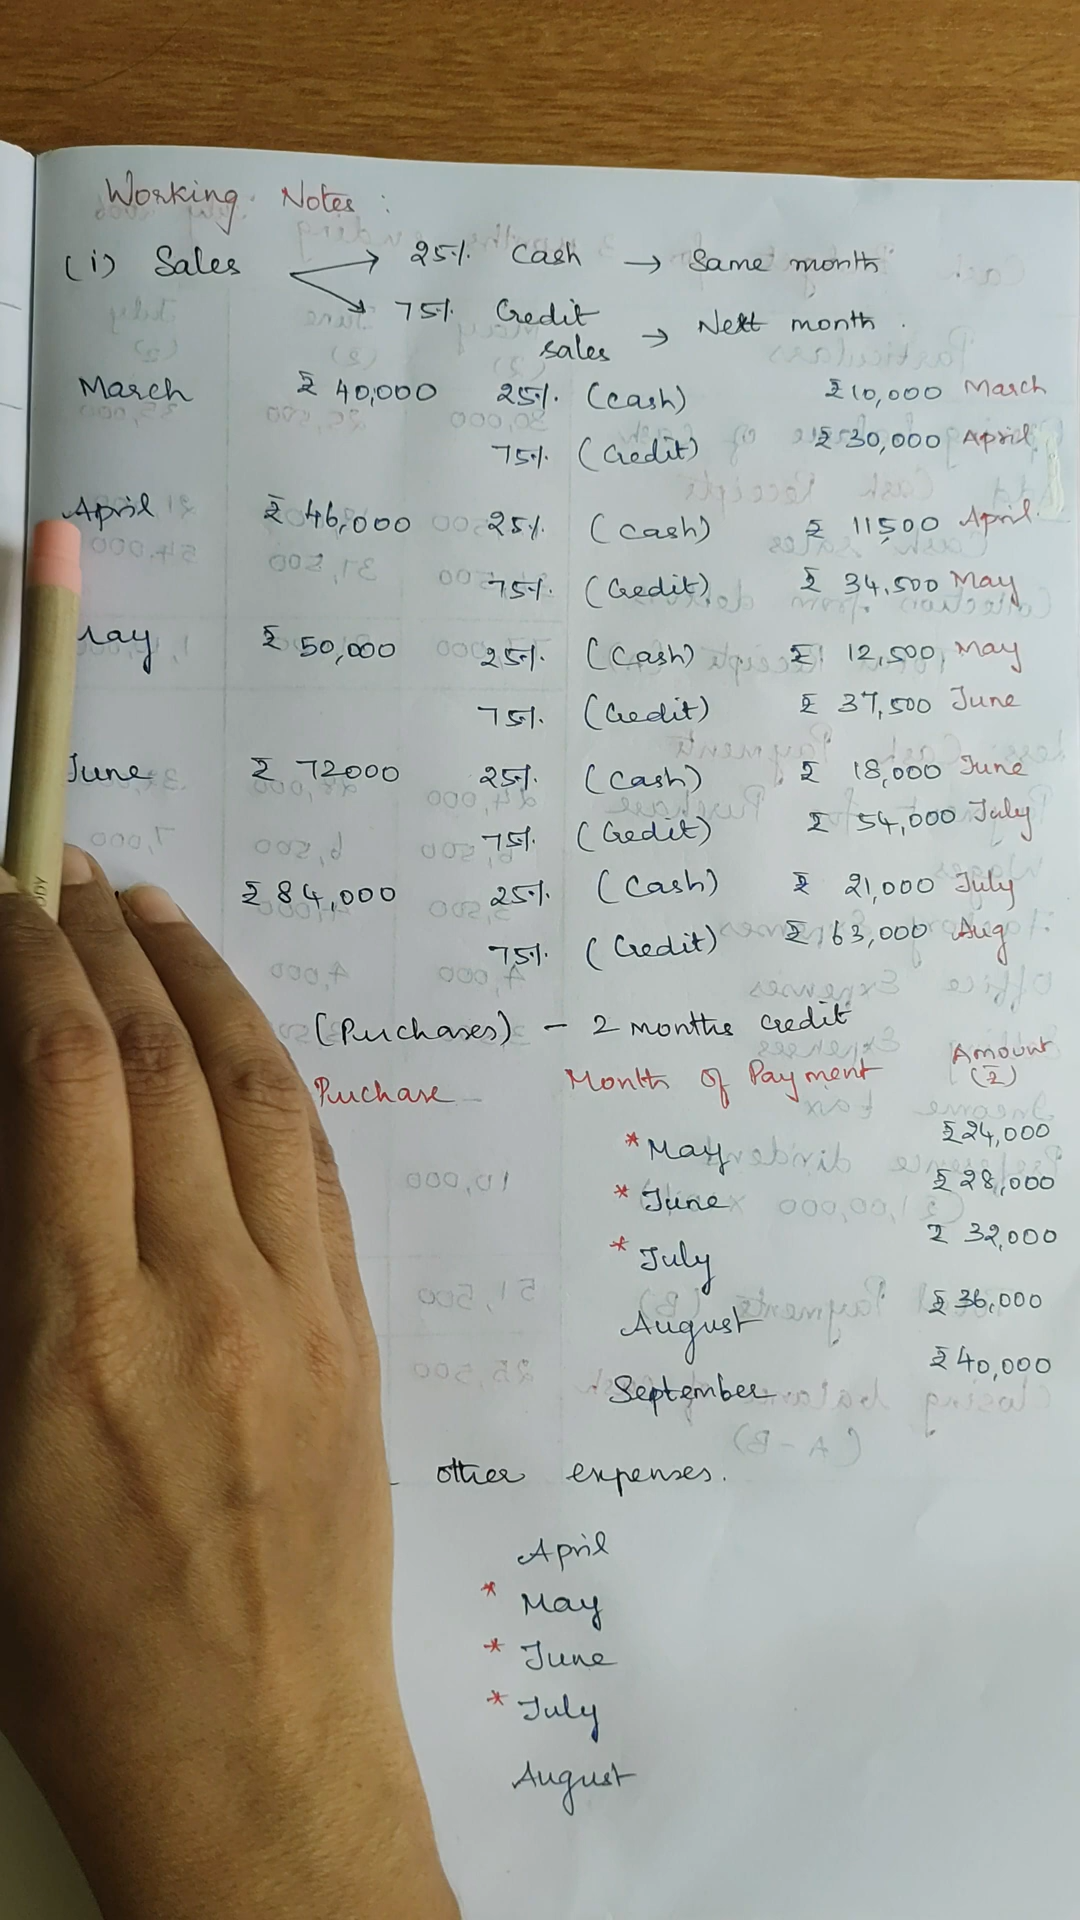 Working Notes :
(i) Sales → 25% Cash → Same month
→ 75% Credit sales → Next month.
March ₹ 40,000 25% (Cash) ₹10,000 March
75% (Credit) ₹ 30,000 April
April ₹ 46,000 25% (Cash) ₹ 11,500 April
75% (Credit) ₹ 34,500 May
May ₹ 50,000 25% (Cash) ₹ 12,500 May
75% (Credit) ₹ 37,500 June
June ₹ 72000 25% (Cash) ₹ 18,000 June
75% (Credit) ₹ 54,000 July
₹ 84,000 25% (Cash) ₹ 21,000 July
75% (Credit) ₹ 63,000 Aug
(Purchases) - 2 months credit
Purchase Month of Payment Amount (₹)
* May ₹24,000
* June ₹ 28,000
* July ₹ 32,000
August ₹ 36,000
September ₹ 40,000
other expenses.
April
* May
* June
* July
August